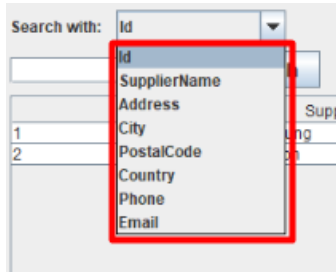 Search with: Id
Id
SupplierName
Address
City
PostalCode
Country
Phone
Email
1
2